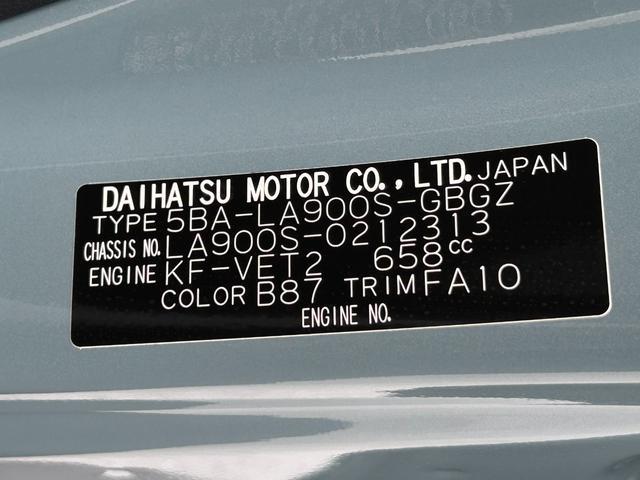 DAIHATSU MOTOR CO., LTD. JAPAN
TYPE 5BA-LA900S-GBGZ
CHASSIS NO. LA900S-0212313
ENGINE KF-VET2 658cc
COLOR B87 TRIM FA10
ENGINE NO.